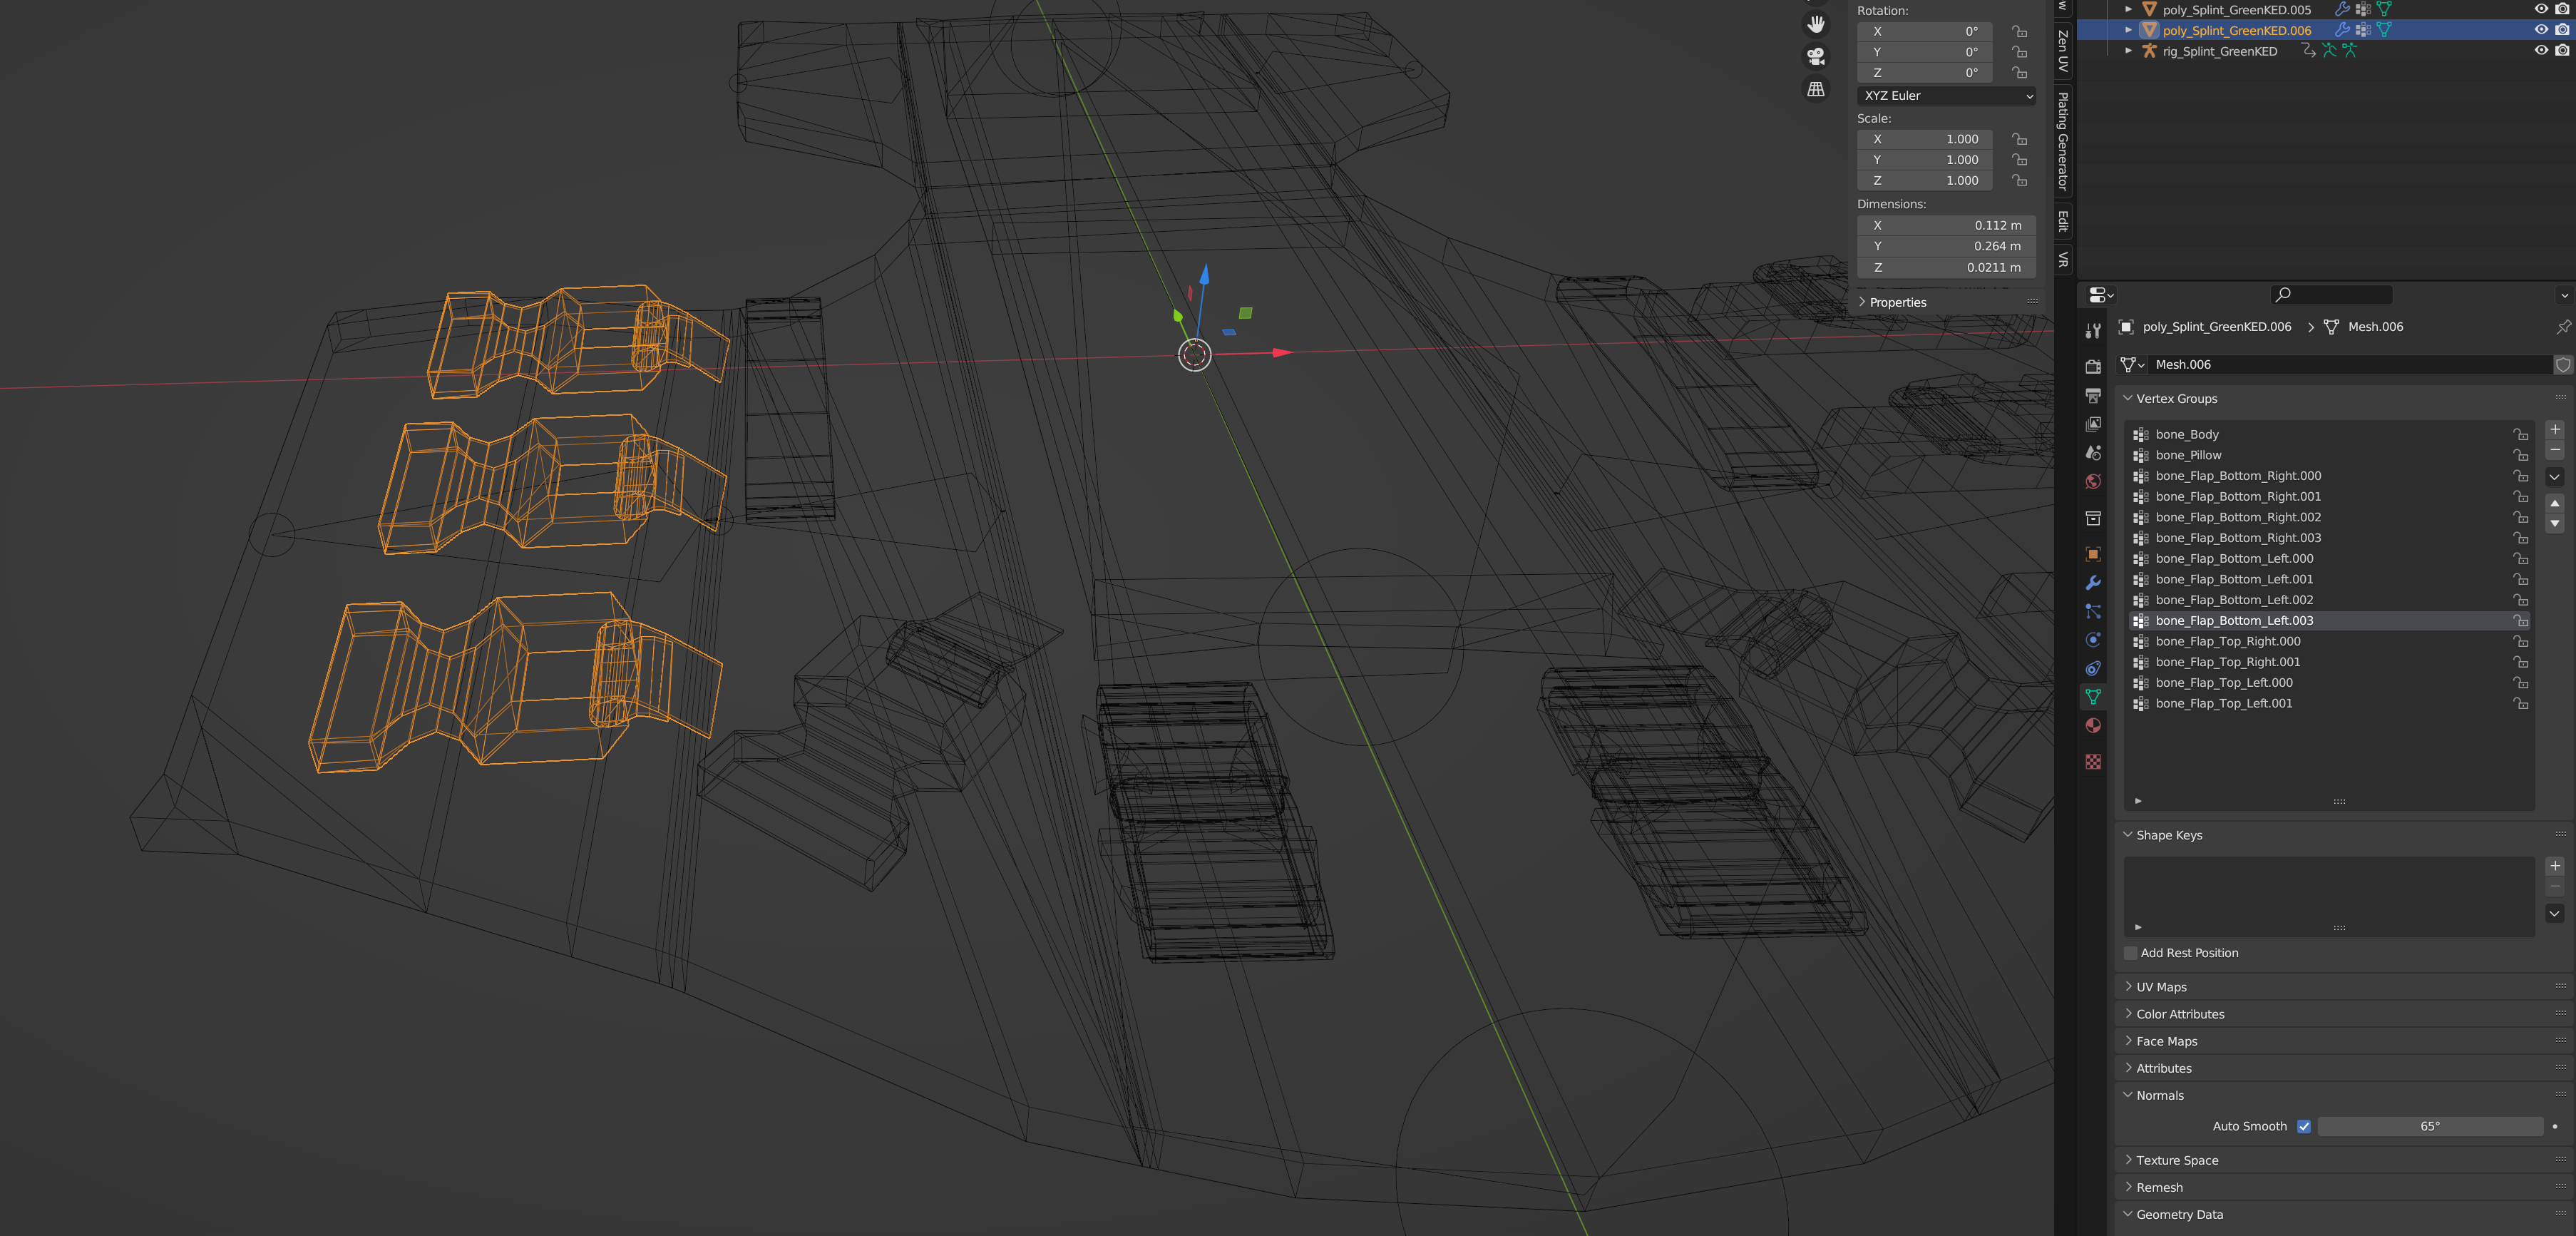 Rotation:
X 0°
Y 0°
Z 0°
XYZ Euler
Scale:
X 1.000
Y 1.000
Z 1.000
Dimensions:
X 0.112 m
Y 0.264 m
Z 0.0211 m
Properties
w
Zen UV
Plating Generator
Edit
VR
poly_Splint_GreenKED.005
poly_Splint_GreenKED.006
rig_Splint_GreenKED
poly_Splint_GreenKED.006 > Mesh.006
Mesh.006
Vertex Groups
bone_Body
bone_Pillow
bone_Flap_Bottom_Right.000
bone_Flap_Bottom_Right.001
bone_Flap_Bottom_Right.002
bone_Flap_Bottom_Right.003
bone_Flap_Bottom_Left.000
bone_Flap_Bottom_Left.001
bone_Flap_Bottom_Left.002
bone_Flap_Bottom_Left.003
bone_Flap_Top_Right.000
bone_Flap_Top_Right.001
bone_Flap_Top_Left.000
bone_Flap_Top_Left.001
Shape Keys
Add Rest Position
UV Maps
Color Attributes
Face Maps
Attributes
Normals
Auto Smooth 65°
Texture Space
Remesh
Geometry Data